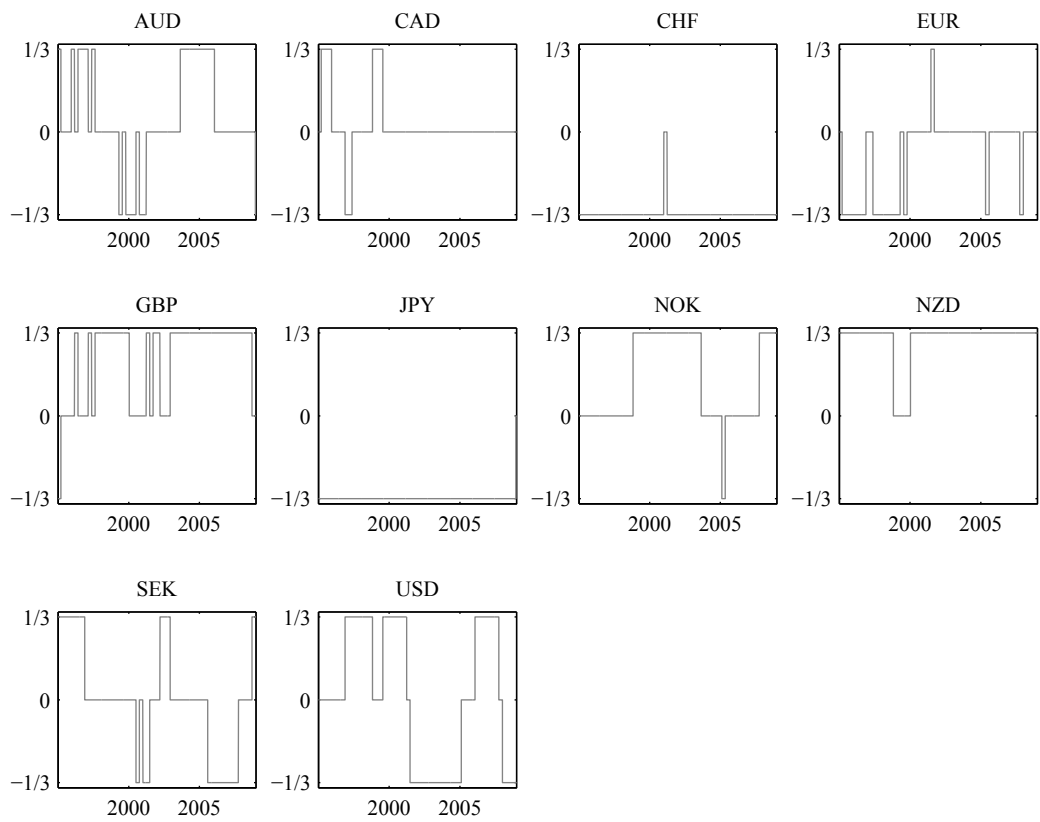 AUD CAD CHF EUR
1/3 1/3 1/3 1/3
0 0 0 0
−1/3 −1/3 −1/3 −1/3
2000 2005 2000 2005 2000 2005 2000 2005
GBP JPY NOK NZD
1/3 1/3 1/3 1/3
0 0 0 0
−1/3 −1/3 −1/3 −1/3
2000 2005 2000 2005 2000 2005 2000 2005
SEK USD
1/3 1/3
0 0
−1/3 −1/3
2000 2005 2000 2005